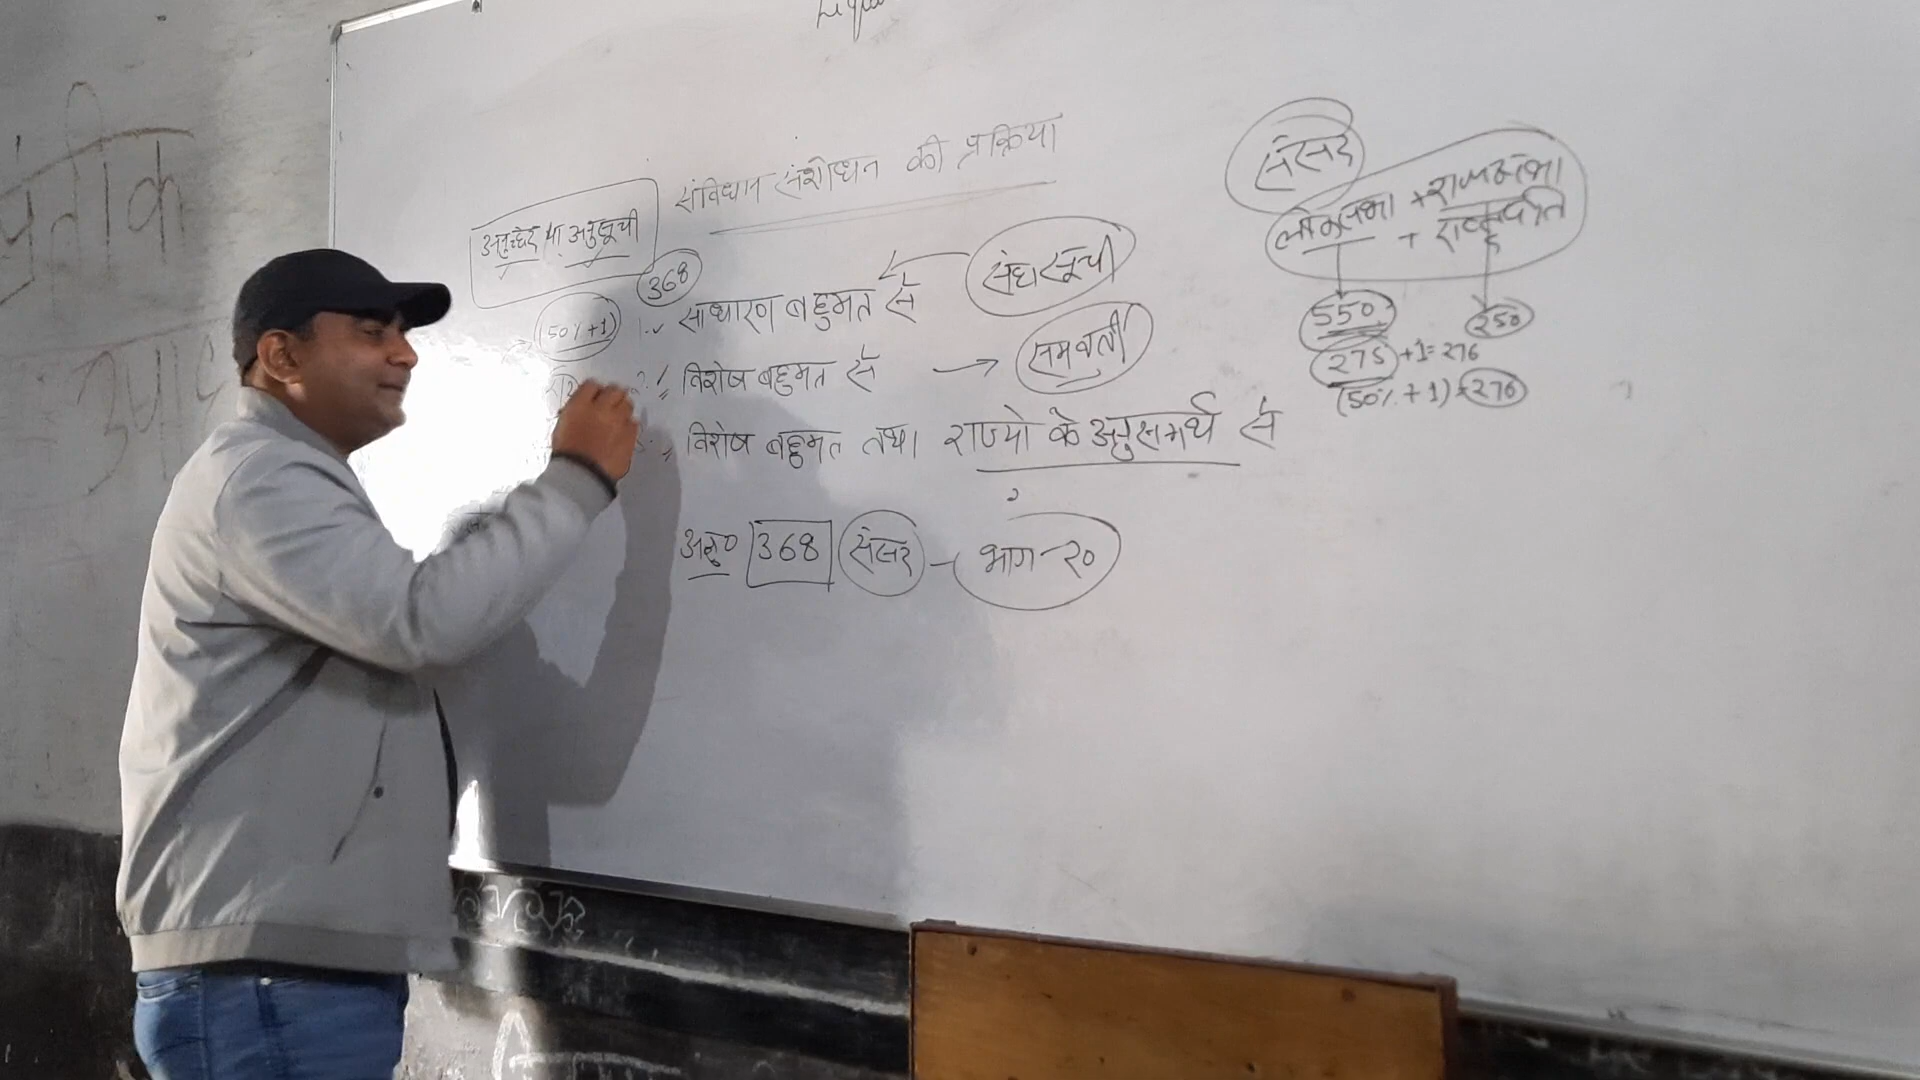 संविधान संशोधन की प्रक्रिया
अनुच्छेद या अनुसूची
368
(50%+1) 1. साधारण बहुमत से
संघ सूची
2. विशेष बहुमत से → समवर्ती
विशेष बहुमत तथा राज्यो के अनुसमर्थ से
अनु० 368 संसद - भाग-२०
संसद
लोकसभा + राज्यसभा
+ राष्ट्रपति
550 250
275 +1=276
(50%+1) 276
प्रतीक